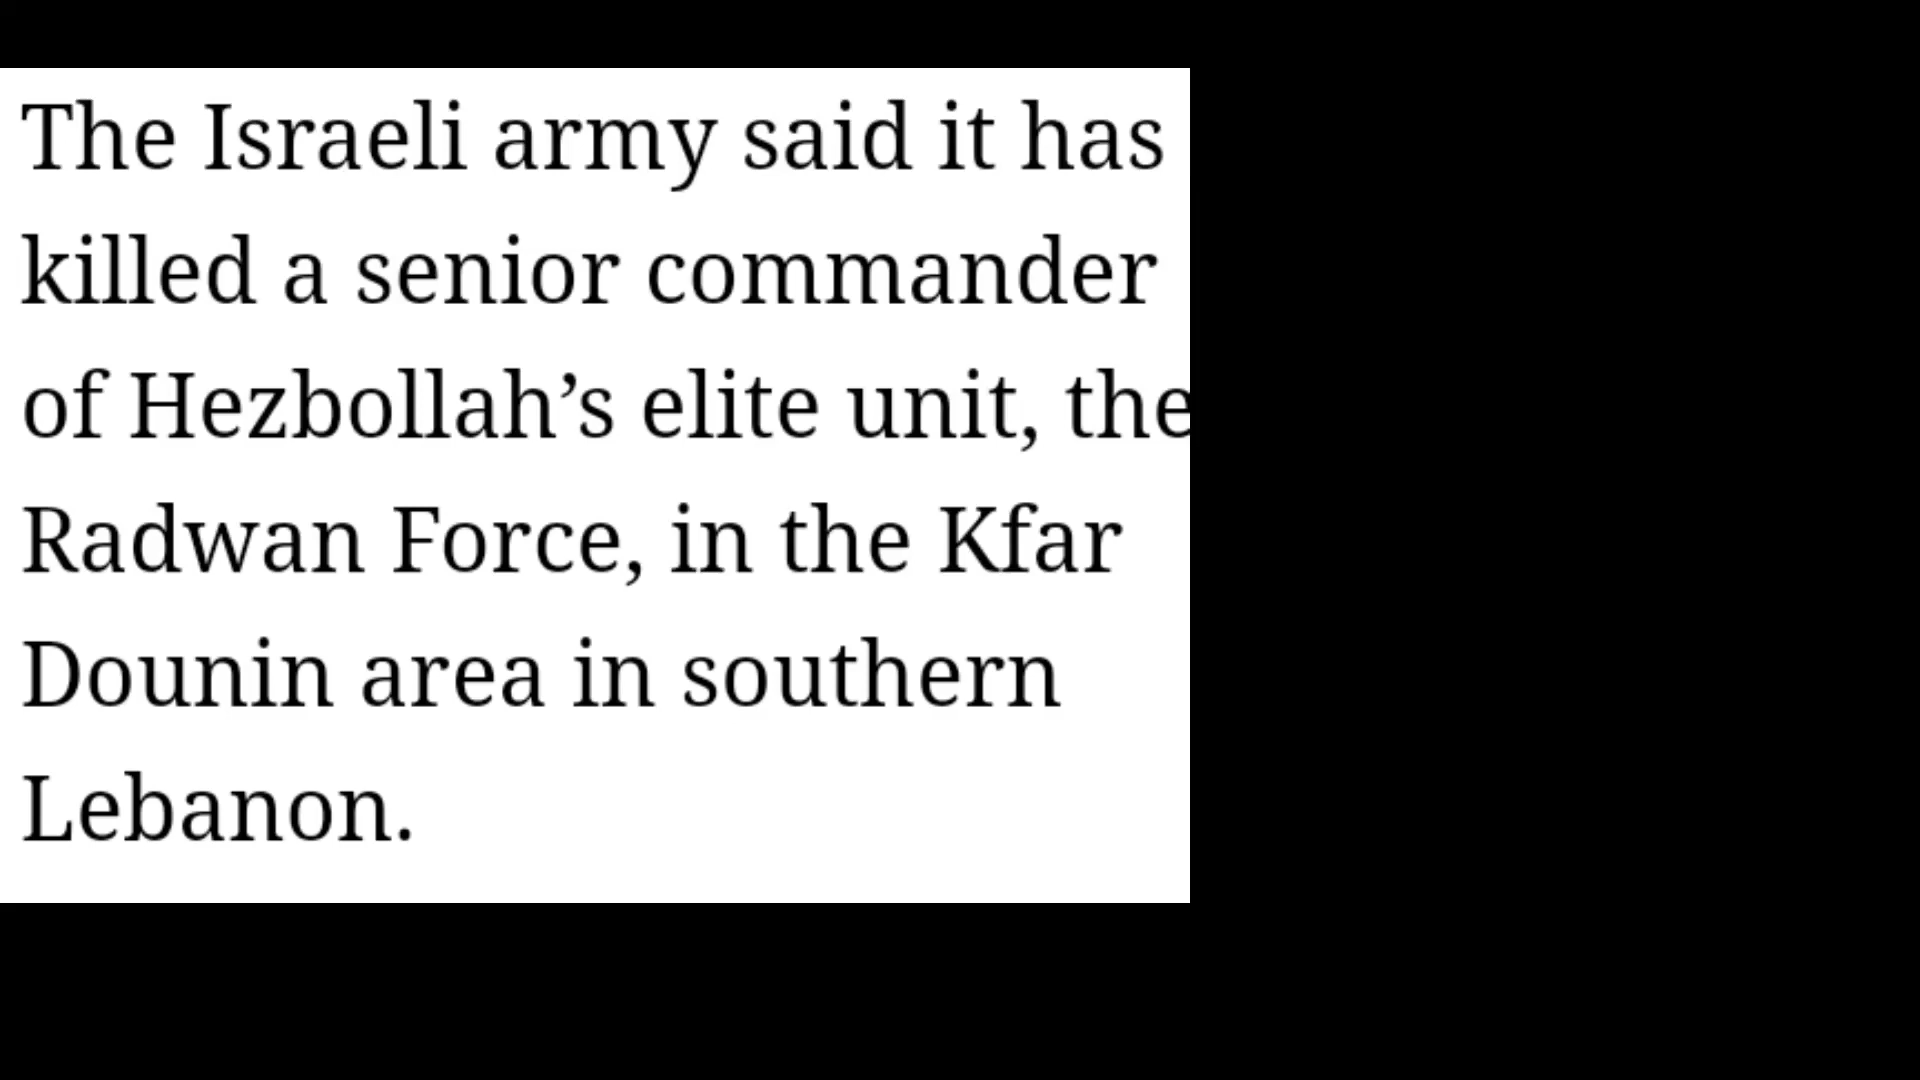 The Israeli army said it has
killed a senior commander
of Hezbollah’s elite unit, the
Radwan Force, in the Kfar
Dounin area in southern
Lebanon.